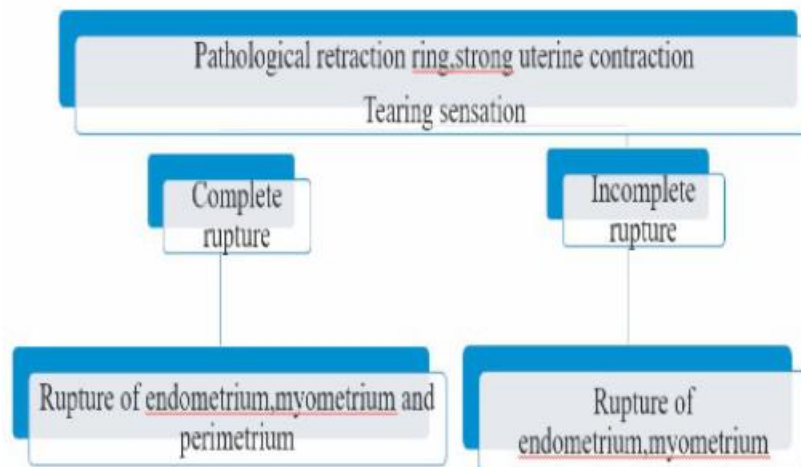 Pathological retraction ring,strong uterine contraction
Tearing sensation
Complete
rupture
Incomplete
rupture
Rupture of endometrium,myometrium and
perimetrium
Rupture of
endometrium,myometrium